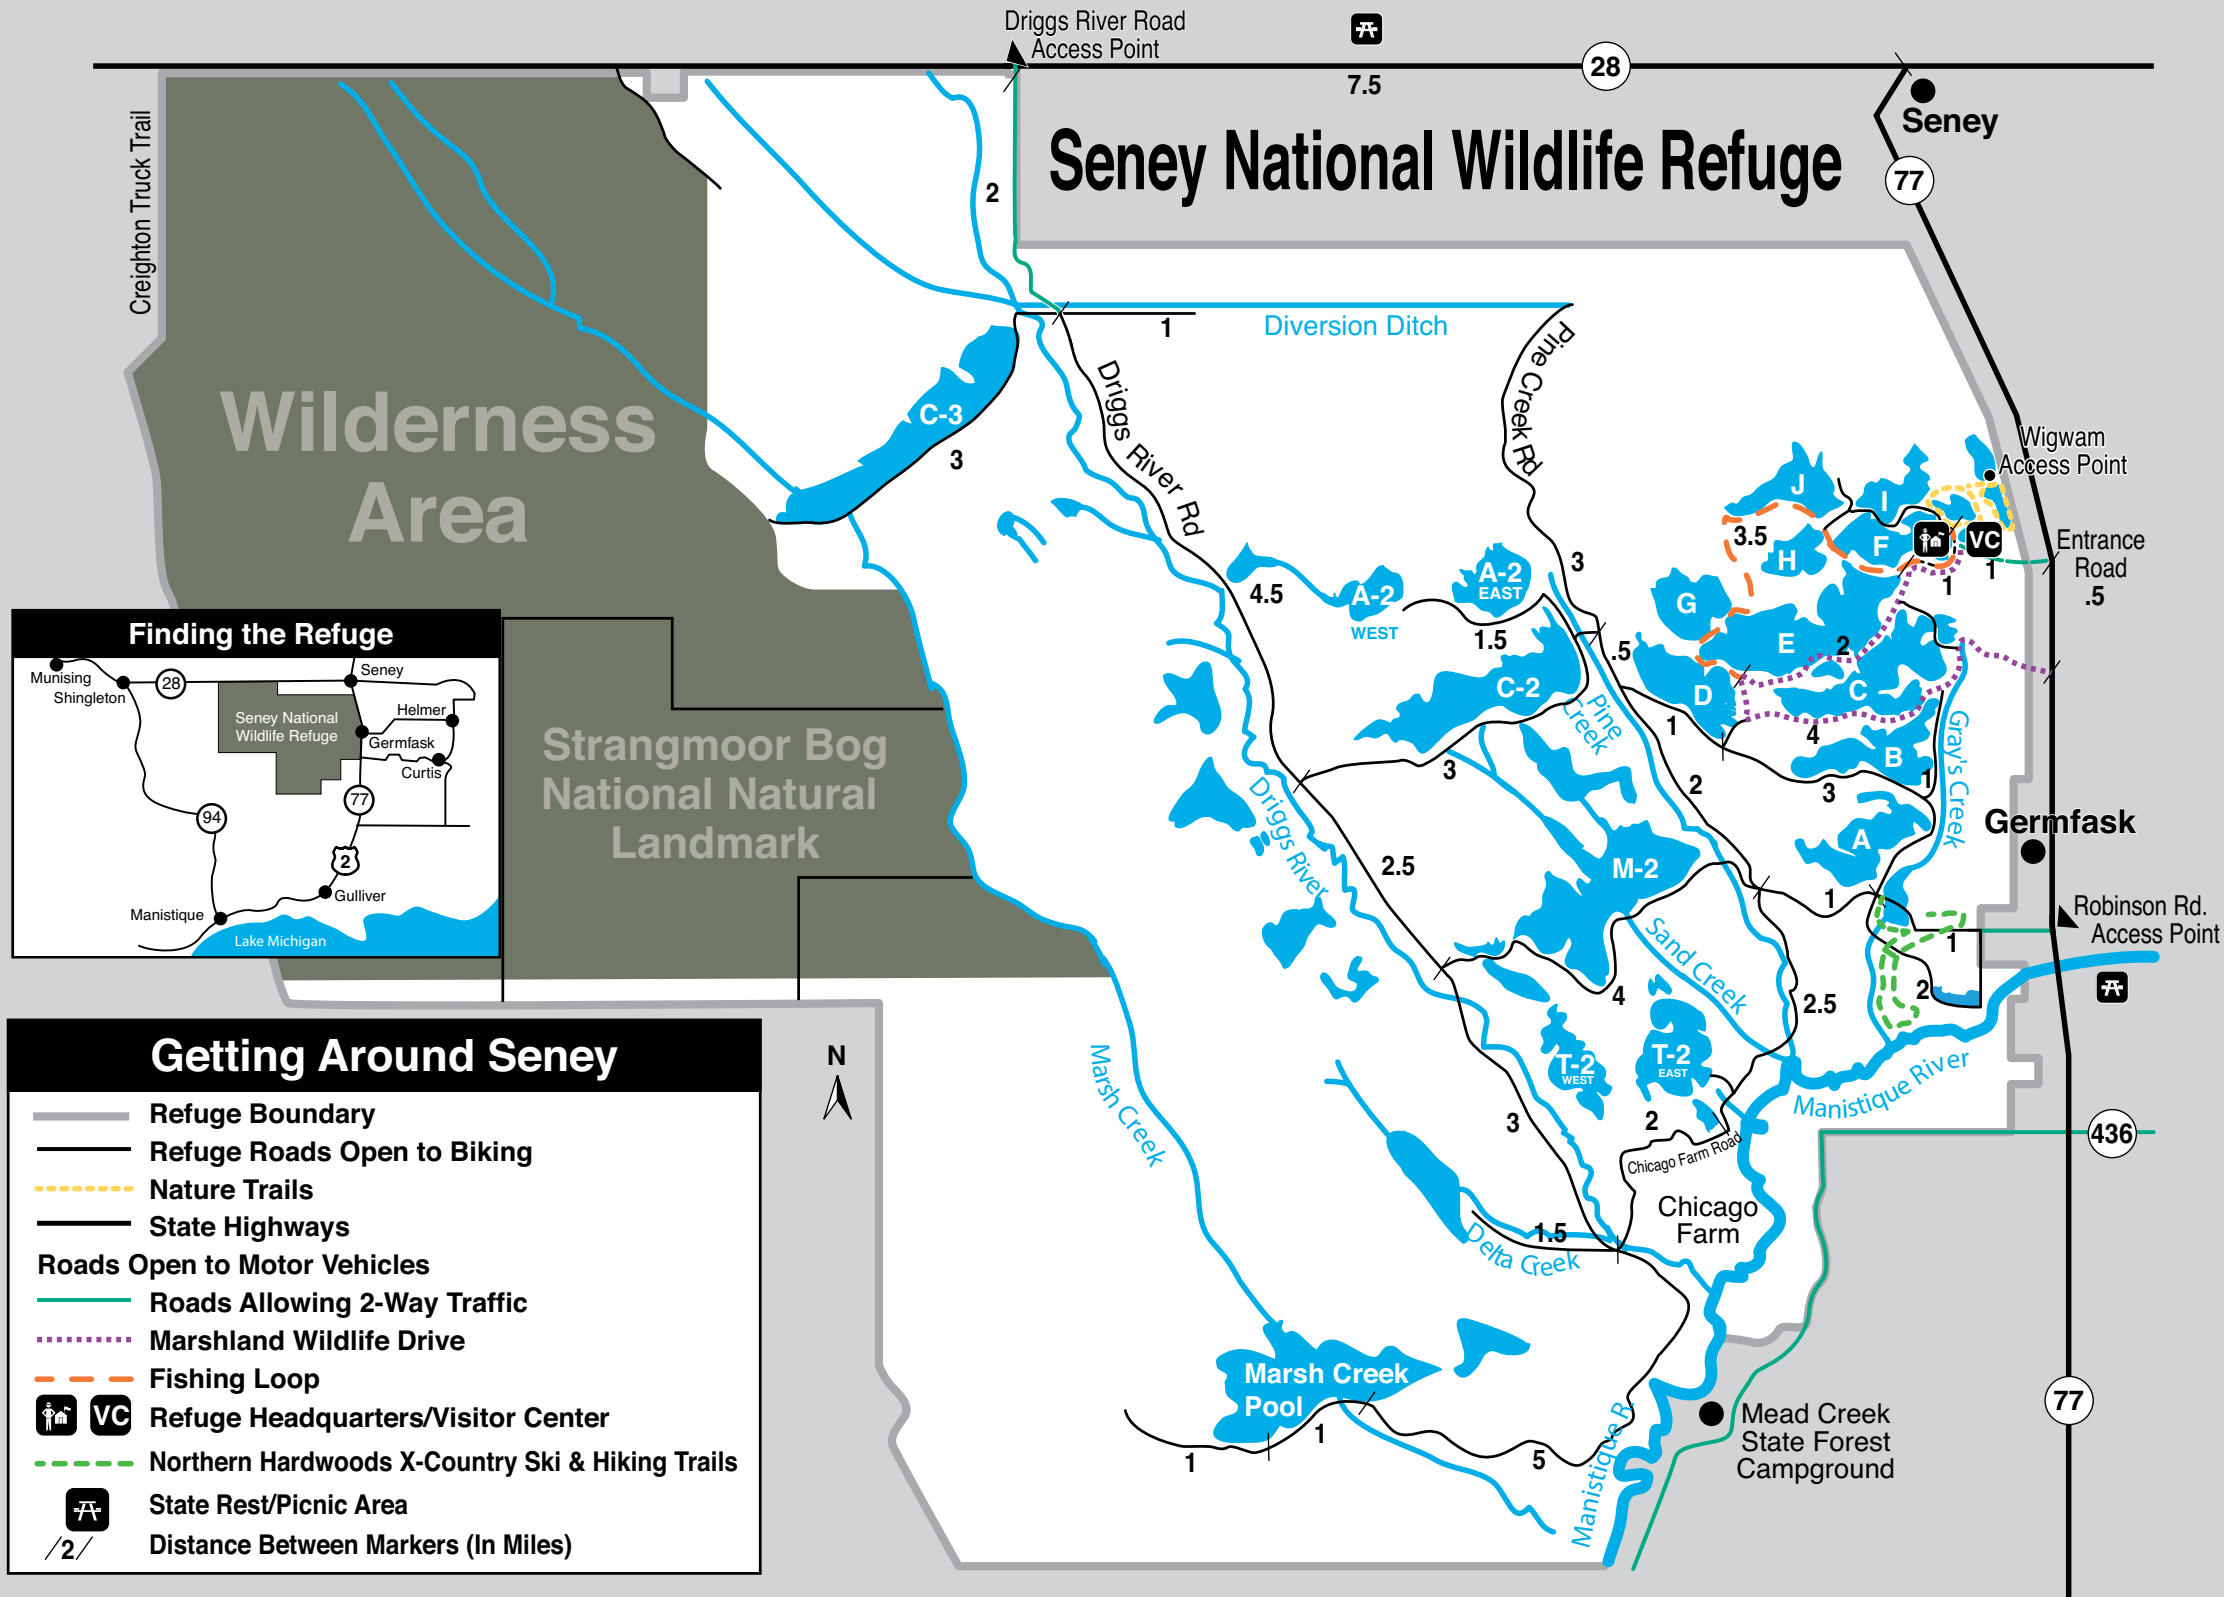 Driggs River Road
Access Point
28
7.5
Seney
Seney National Wildlife Refuge
77
Creighton Truck Trail
2
1
Diversion Ditch
Pine Creek Rd
Driggs River Rd
Wilderness
Area
C-3
3
Wigwam
Access Point
J
I
3.5
F
VC
H
1
1
Entrance
Road
.5
3
4.5
A-2
WEST
A-2
EAST
1.5
G
E
2
.5
C-2
D
C
Pine
Creek
1
4
Gray's Creek
B
1
3
2
3
A
Germfask
Finding the Refuge
Munising
Shingleton
28
Seney
Seney National
Wildlife Refuge
Helmer
Germfask
Curtis
77
94
2
Gulliver
Manistique
Lake Michigan
Strangmoor Bog
National Natural
Landmark
Driggs River
2.5
M-2
1
Robinson Rd.
Access Point
1
Sand Creek
2
4
2.5
T-2
WEST
T-2
EAST
Manistique River
436
3
2
Chicago Farm Road
Chicago
Farm
Marsh Creek
1.5
Delta Creek
Marsh Creek
Pool
1
1
5
Manistique R.
Mead Creek
State Forest
Campground
77
N
Getting Around Seney
Refuge Boundary
Refuge Roads Open to Biking
Nature Trails
State Highways
Roads Open to Motor Vehicles
Roads Allowing 2-Way Traffic
Marshland Wildlife Drive
Fishing Loop
VC Refuge Headquarters/Visitor Center
Northern Hardwoods X-Country Ski & Hiking Trails
State Rest/Picnic Area
/2/ Distance Between Markers (In Miles)